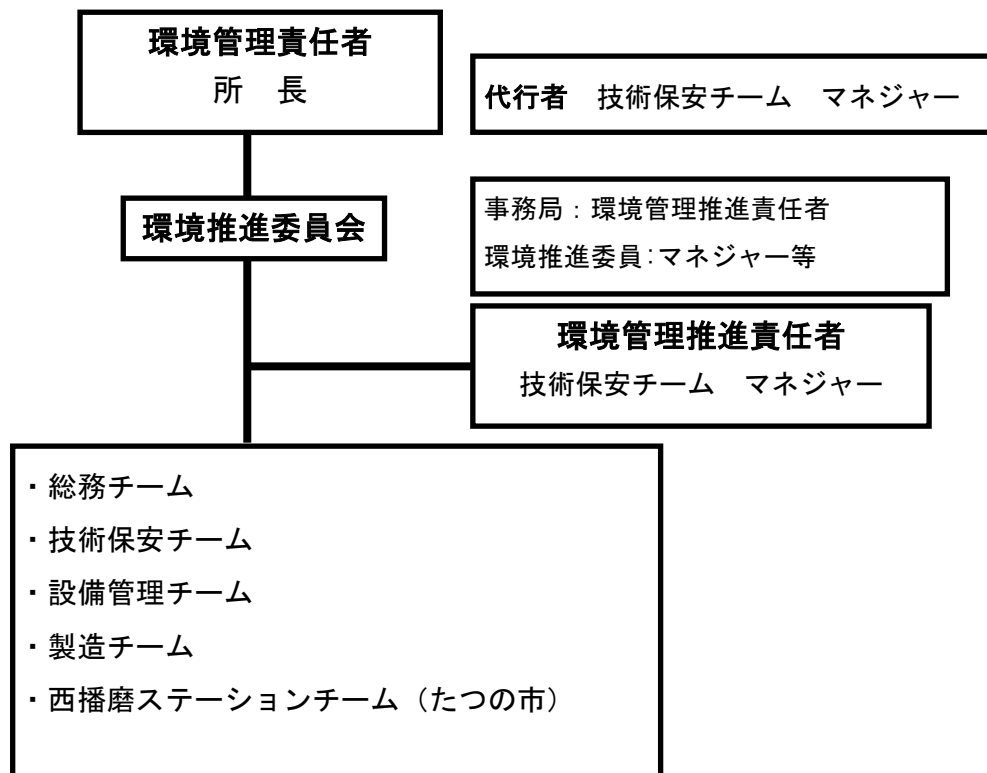 環境管理責任者
所　長
代行者　技術保安チーム　マネジャー
環境推進委員会
事務局：環境管理推進責任者
環境推進委員：マネジャー等
環境管理推進責任者
技術保安チーム　マネジャー
・総務チーム
・技術保安チーム
・設備管理チーム
・製造チーム
・西播磨ステーションチーム（たつの市）